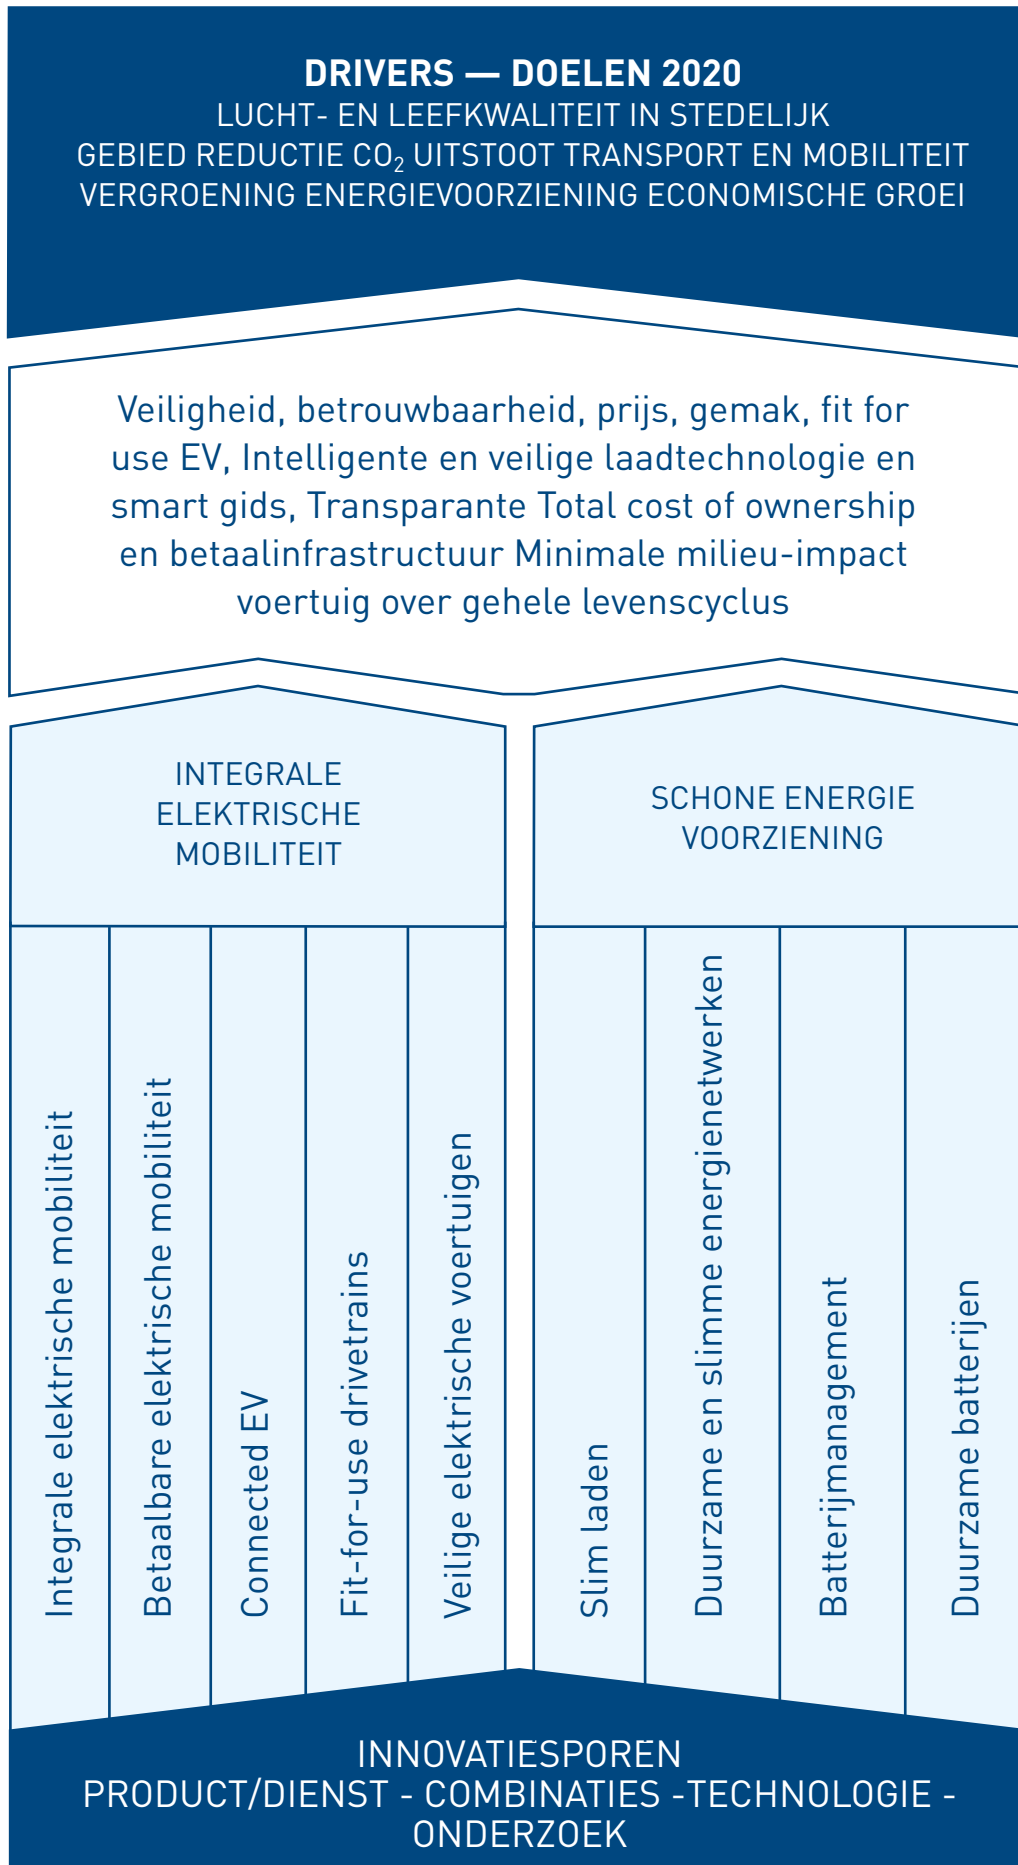 DRIVERS — DOELEN 2020
LUCHT- EN LEEFKWALITEIT IN STEDELIJK
GEBIED REDUCTIE CO₂ UITSTOOT TRANSPORT EN MOBILITEIT
VERGROENING ENERGIEVOORZIENING ECONOMISCHE GROEI
Veiligheid, betrouwbaarheid, prijs, gemak, fit for
use EV, Intelligente en veilige laadtechnologie en
smart gids, Transparante Total cost of ownership
en betaalinfrastructuur Minimale milieu-impact
voertuig over gehele levenscyclus
INTEGRALE
ELEKTRISCHE
MOBILITEIT
SCHONE ENERGIE
VOORZIENING
Integrale elektrische mobiliteit
Betaalbare elektrische mobiliteit
Connected EV
Fit-for-use drivetrains
Veilige elektrische voertuigen
Slim laden
Duurzame en slimme energienetwerken
Batterijmanagement
Duurzame batterijen
INNOVATIESPOREN
PRODUCT/DIENST - COMBINATIES -TECHNOLOGIE -
ONDERZOEK